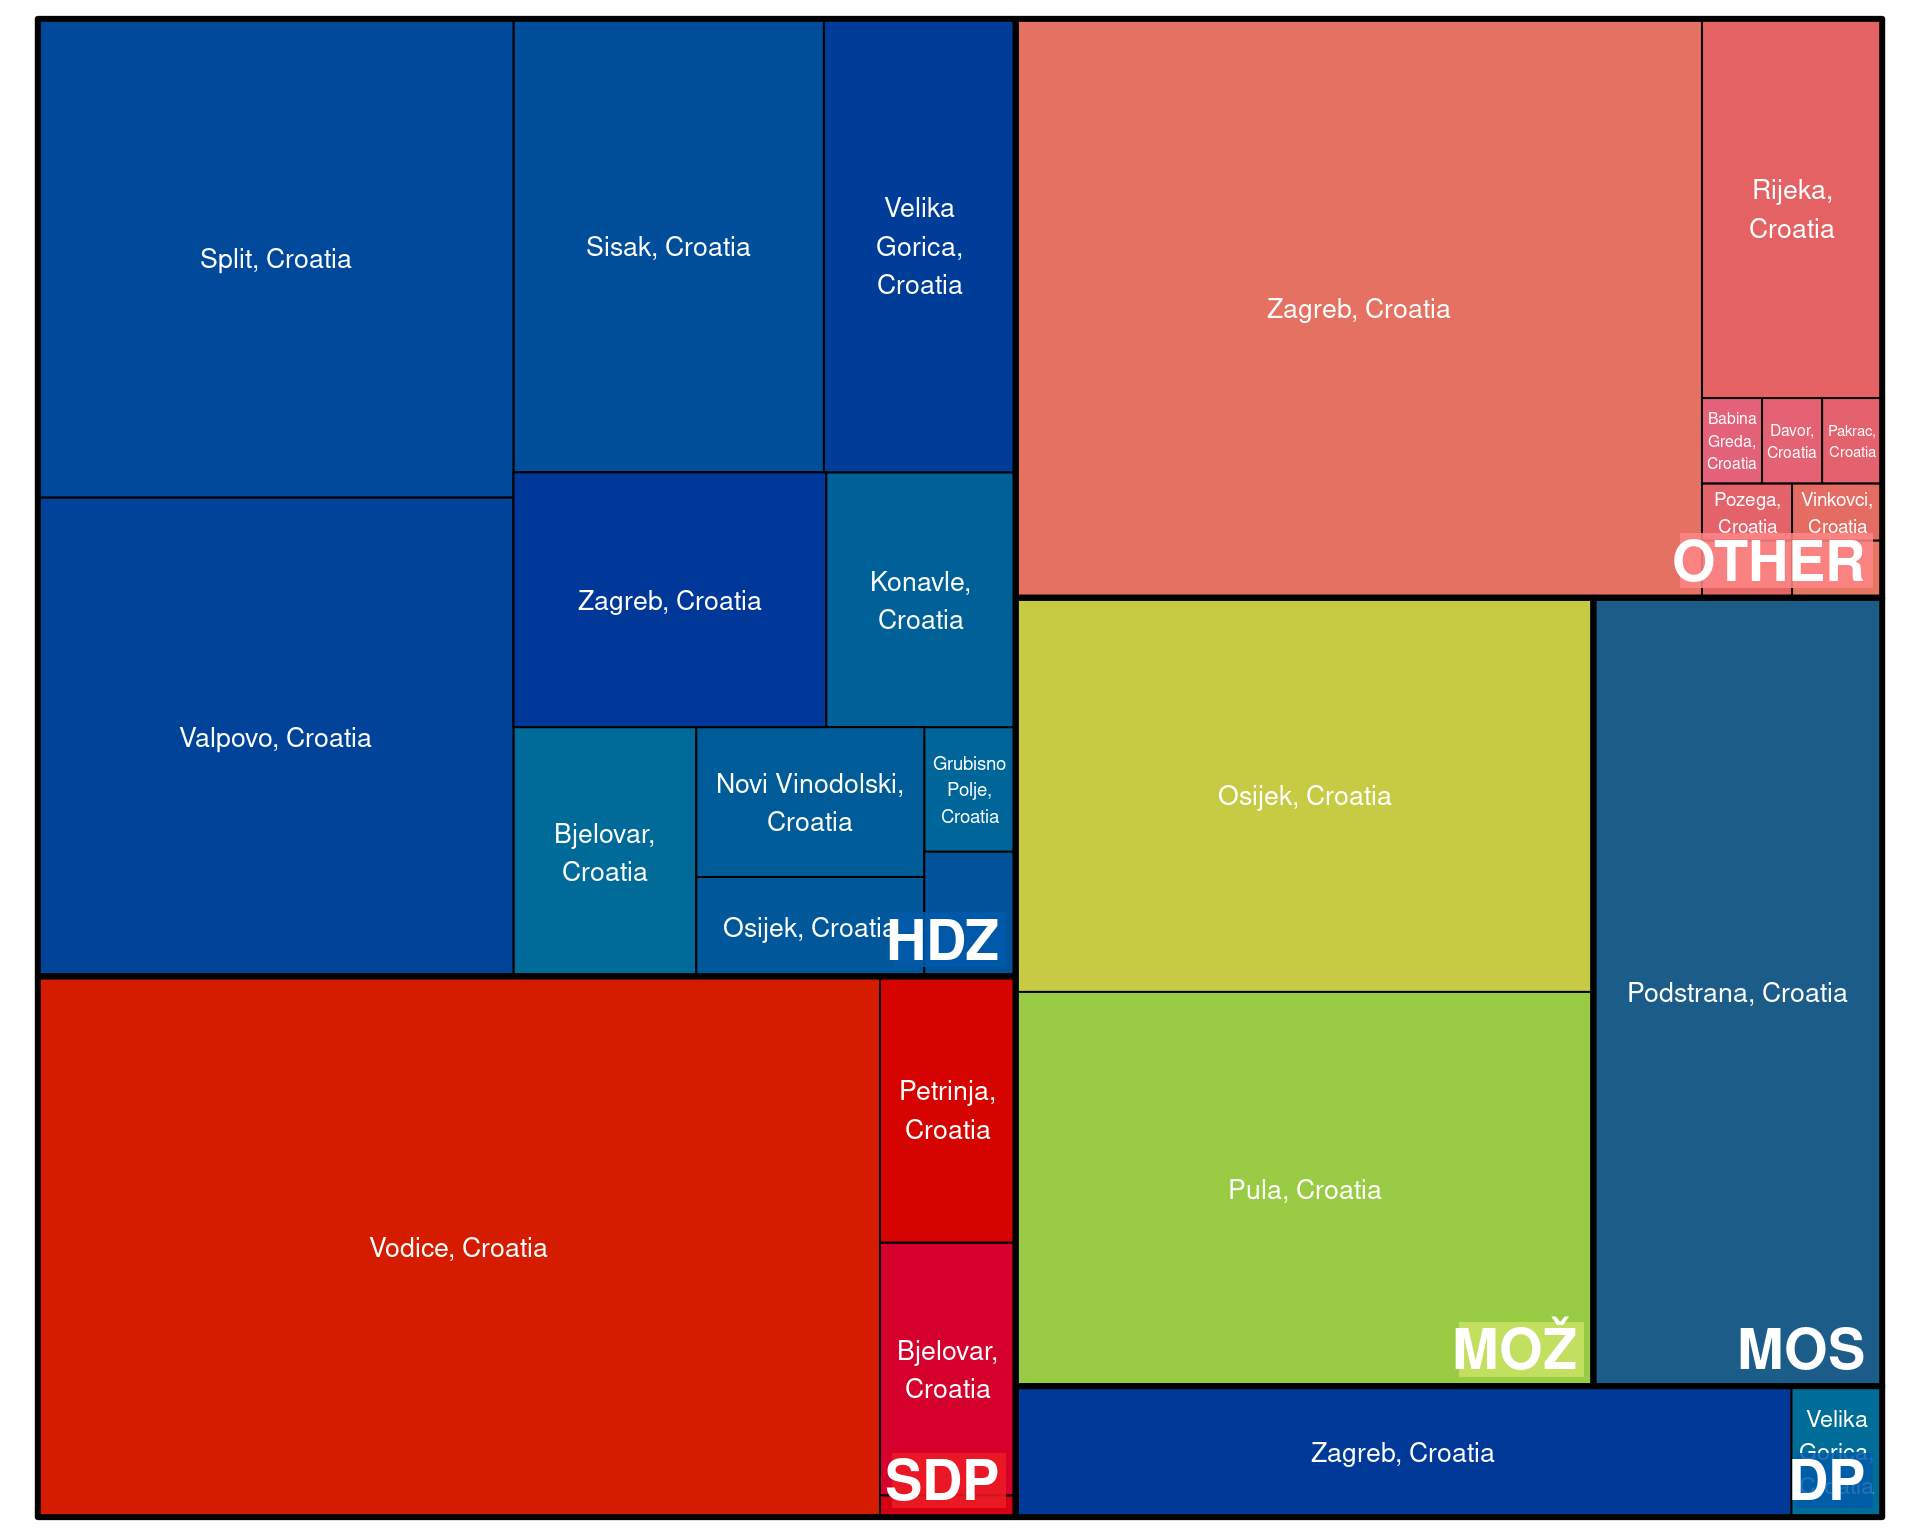 Split, Croatia
Sisak, Croatia
Velika
Gorica,
Croatia
Valpovo, Croatia
Zagreb, Croatia
Konavle,
Croatia
Bjelovar,
Croatia
Novi Vinodolski,
Croatia
Grubisno
Polje,
Croatia
Osijek, Croatia
HDZ
Vodice, Croatia
Petrinja,
Croatia
Bjelovar,
Croatia
SDP
Zagreb, Croatia
Rijeka,
Croatia
Babina
Greda,
Croatia
Davor,
Croatia
Pakrac,
Croatia
Pozega,
Croatia
Vinkovci,
Croatia
OTHER
Osijek, Croatia
Pula, Croatia
MOŽ
Podstrana, Croatia
MOS
Zagreb, Croatia
Velika
Gorica,
Croatia
DP